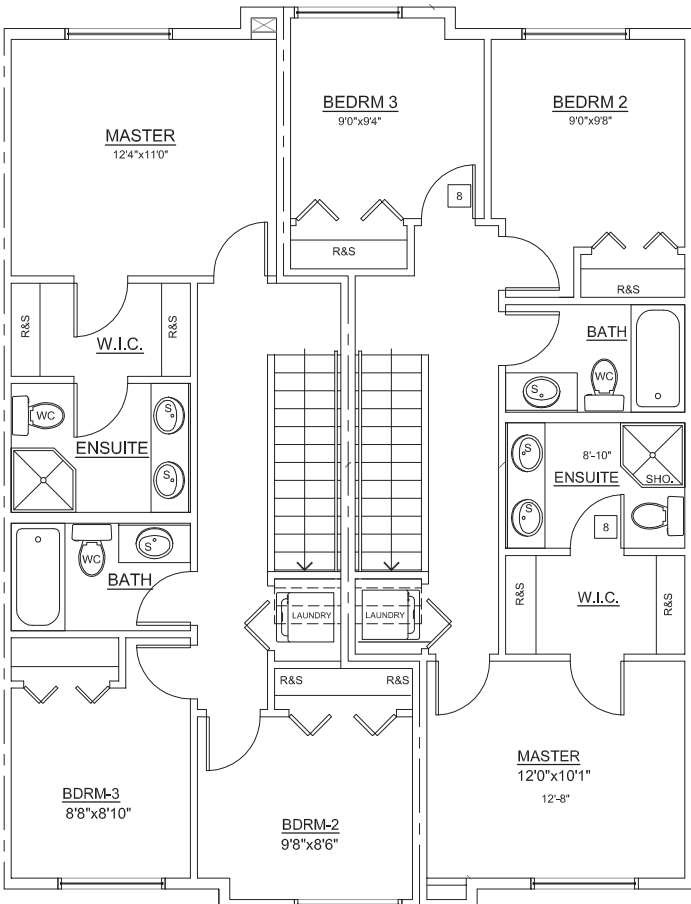 BEDRM 3
9'0"x9'4"
BEDRM 2
9'0"x9'8"
MASTER
12'4"x11'0"
8
R&S
R&S
R&S
R&S
W.I.C.
BATH
WC
S
WC
S
ENSUITE
S
S
8'-10"
ENSUITE
SHO.
S
8
WC
S
BATH
R&S
W.I.C.
R&S
LAUNDRY
LAUNDRY
R&S
R&S
MASTER
12'0"x10'1"
12'-8"
BDRM-3
8'8"x8'10"
BDRM-2
9'8"x8'6"